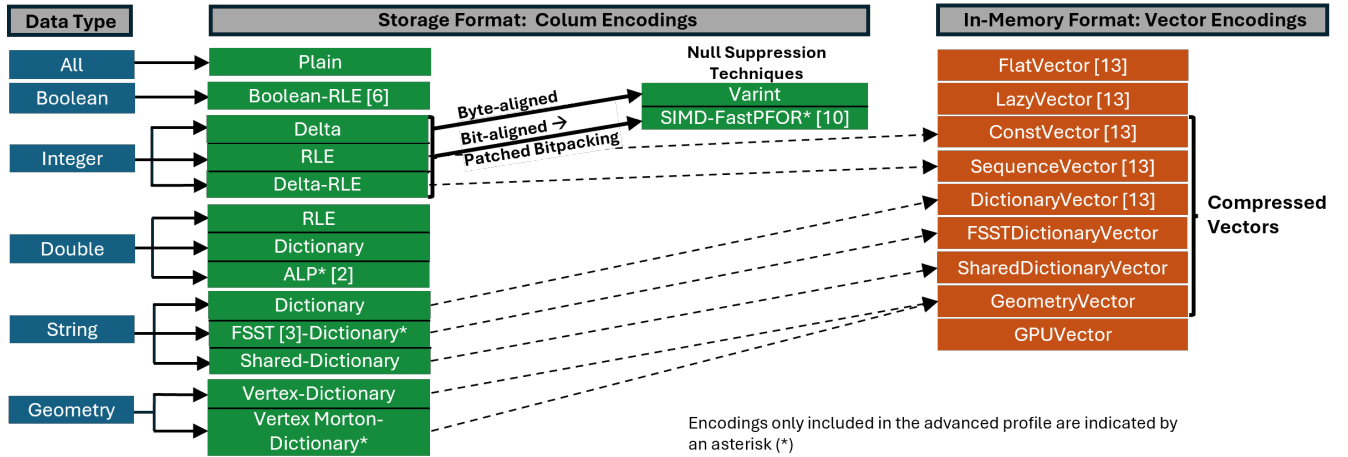 Data Type
Storage Format:  Colum Encodings
In-Memory Format: Vector Encodings
All
Boolean
Integer
Double
String
Geometry
Plain
Boolean-RLE [6]
Delta
RLE
Delta-RLE
RLE
Dictionary
ALP* [2]
Dictionary
FSST [3]-Dictionary*
Shared-Dictionary
Vertex-Dictionary
Vertex Morton-
Dictionary*
Byte-aligned
Bit-aligned →
Patched Bitpacking
Null Suppression
Techniques
Varint
SIMD-FastPFOR* [10]
FlatVector [13]
LazyVector [13]
ConstVector [13]
SequenceVector [13]
DictionaryVector [13]
FSSTDictionaryVector
SharedDictionaryVector
GeometryVector
GPUVector
Compressed
Vectors
Encodings only included in the advanced profile are indicated by
an asterisk (*)